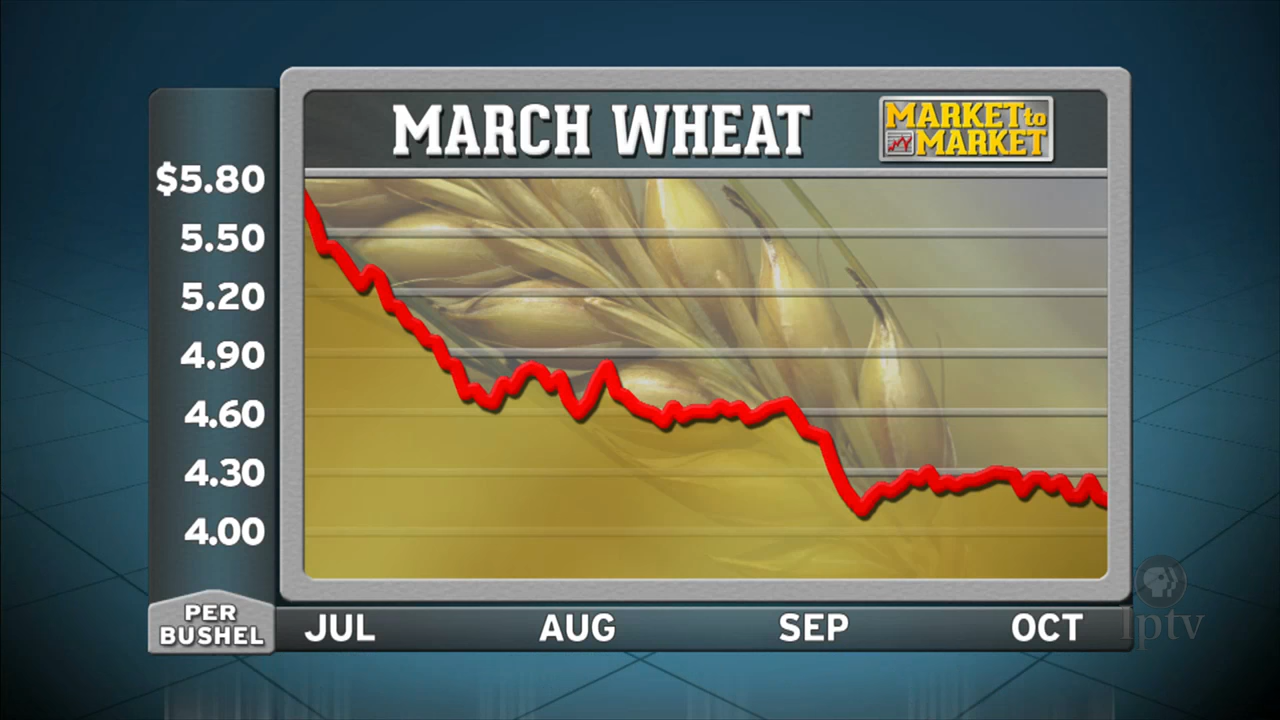 MARCH WHEAT
MARKET to
MARKET
$5.80
5.50
5.20
4.90
4.60
4.30
4.00
PER
BUSHEL
JUL AUG SEP OCT
Iptv